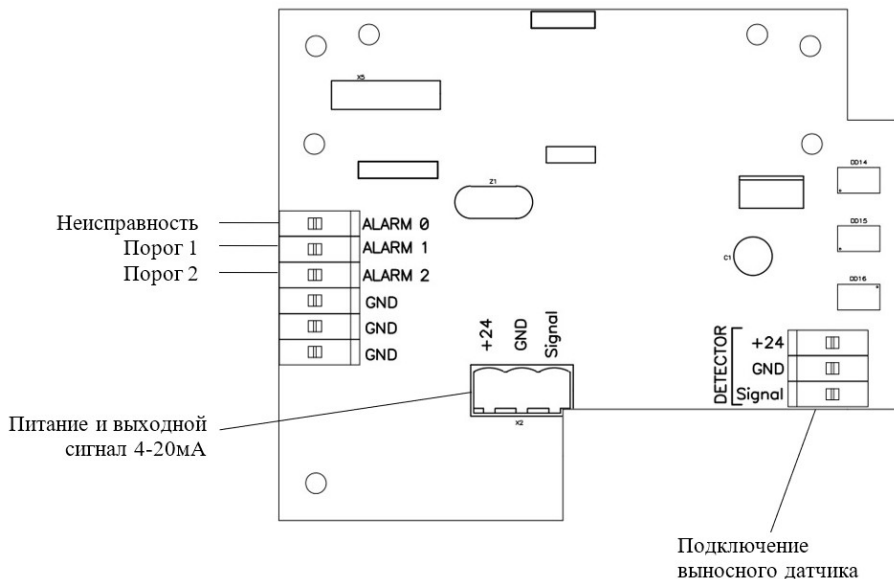 X5
Z1
DD14
DD15
DD16
C1
Неисправность
Порог 1
Порог 2
ALARM 0
ALARM 1
ALARM 2
GND
GND
GND
+24
GND
Signal
X2
DETECTOR
+24
GND
Signal
Питание и выходной
сигнал 4-20мА
Подключение
выносного датчика